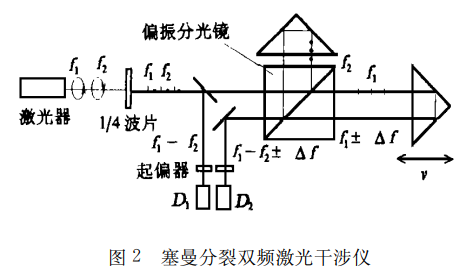 偏振分光镜
f₁ f₂
f₁ f₂
f₂
f₁
激光器
1/4 波片
f₁− f₂
f₁−f₂± Δf
f₁± Δf
起偏器
D₁ D₂
v
图 2 塞曼分裂双频激光干涉仪